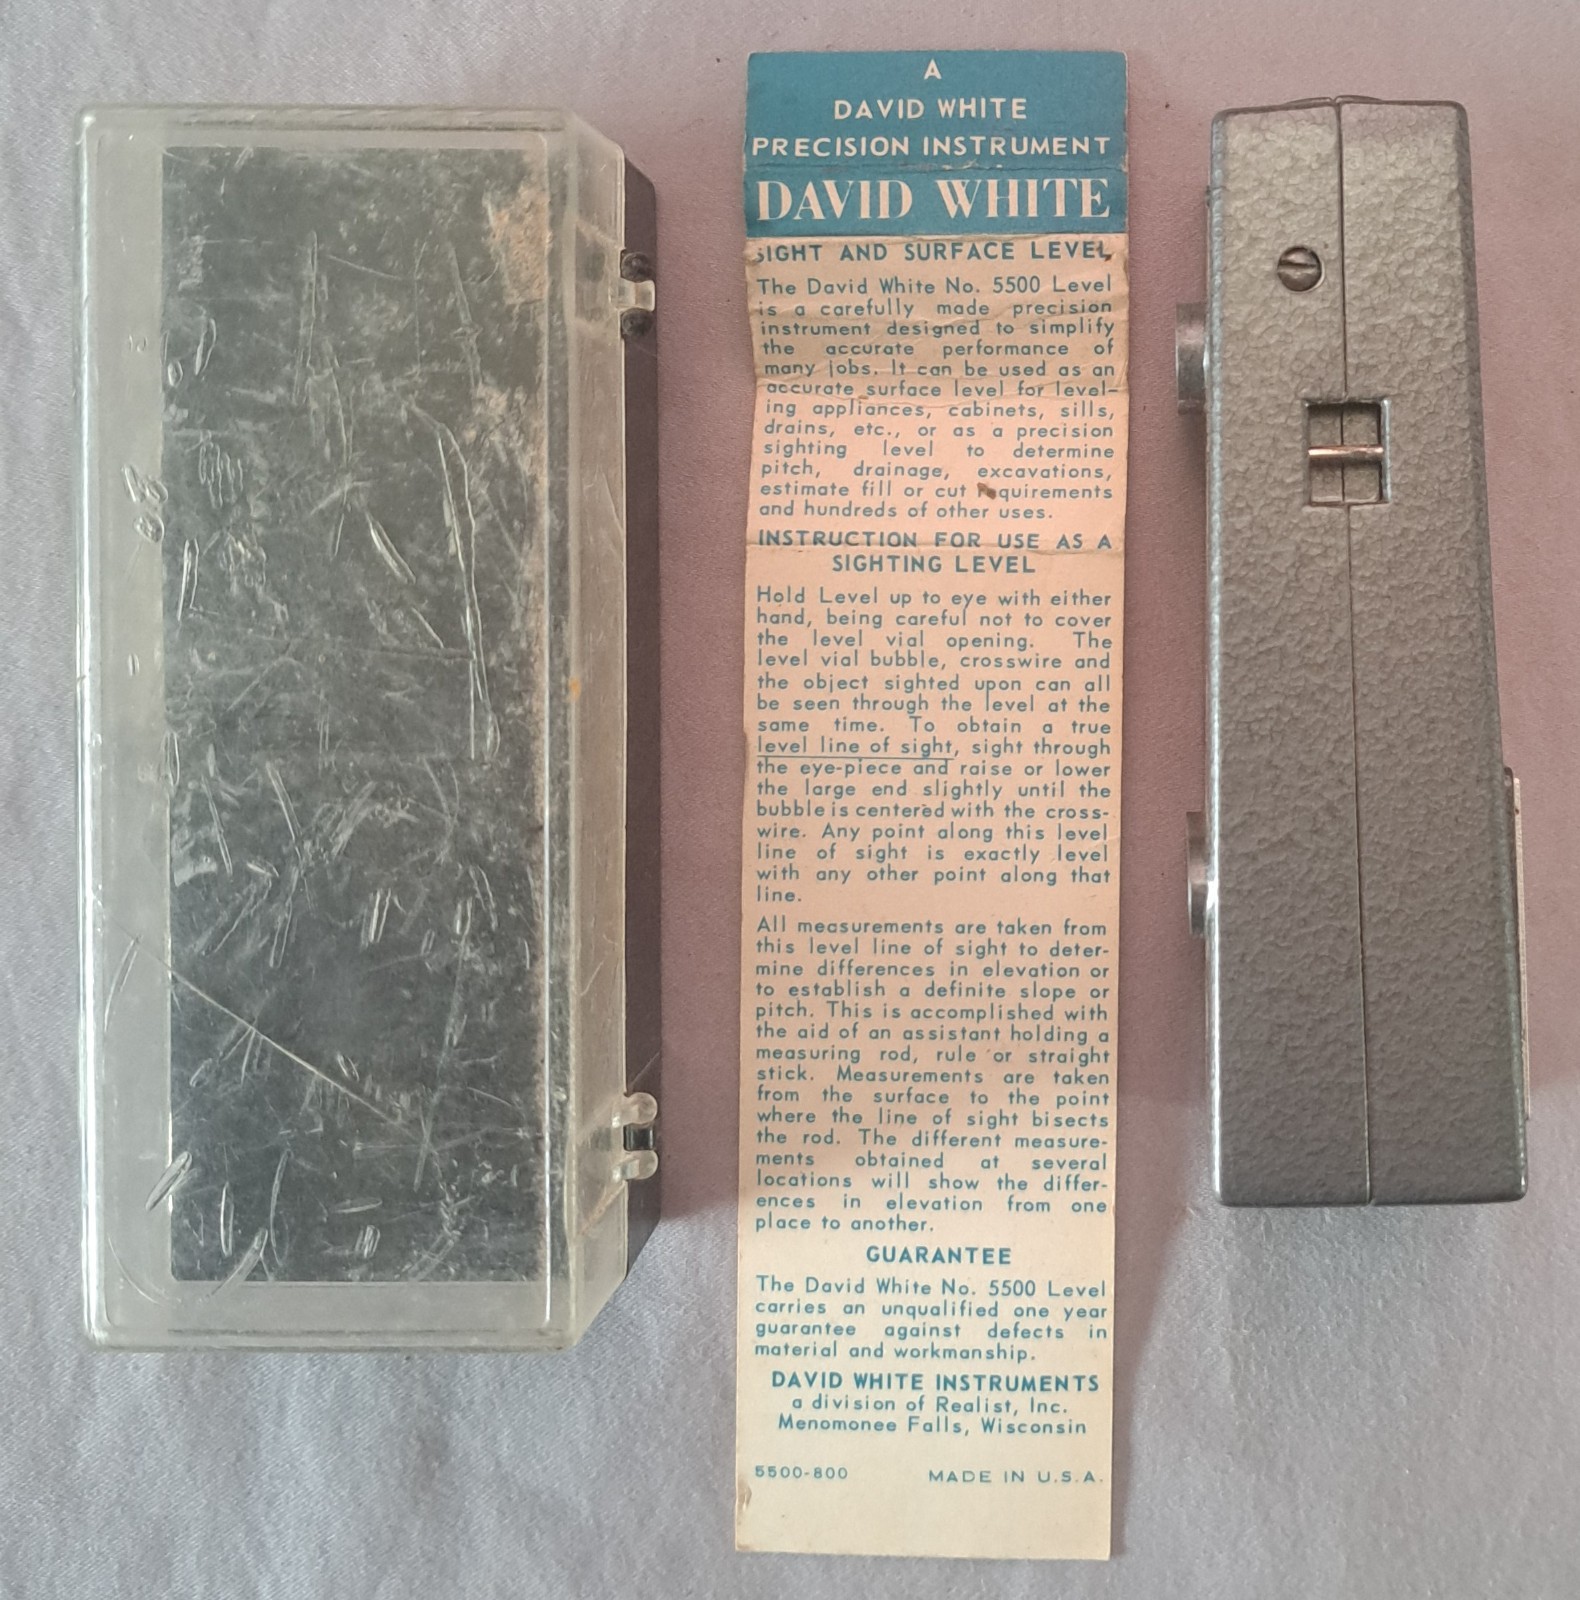 A
DAVID WHITE
PRECISION INSTRUMENT
DAVID WHITE
SIGHT AND SURFACE LEVEL
The David White No. 5500 Level
is a carefully made precision
instrument designed to simplify
the accurate performance of
many jobs. It can be used as an
accurate surface level for level-
ing appliances, cabinets, sills,
drains, etc., or as a precision
sighting level to determine
pitch, drainage, excavations,
estimate fill or cut requirements
and hundreds of other uses.
INSTRUCTION FOR USE AS A
SIGHTING LEVEL
Hold Level up to eye with either
hand, being careful not to cover
the level vial opening. The
level vial bubble, crosswire and
the object sighted upon can all
be seen through the level at the
same time. To obtain a true
level line of sight, sight through
the eye-piece and raise or lower
the large end slightly until the
bubble is centered with the cross-
wire. Any point along this level
line of sight is exactly level
with any other point along that
line.
All measurements are taken from
this level line of sight to deter-
mine differences in elevation or
to establish a definite slope or
pitch. This is accomplished with
the aid of an assistant holding a
measuring rod, rule or straight
stick. Measurements are taken
from the surface to the point
where the line of sight bisects
the rod. The different measure-
ments obtained at several
locations will show the differ-
ences in elevation from one
place to another.
GUARANTEE
The David White No. 5500 Level
carries an unqualified one year
guarantee against defects in
material and workmanship.
DAVID WHITE INSTRUMENTS
a division of Realist, Inc.
Menomonee Falls, Wisconsin
5500-800 MADE IN U.S.A.